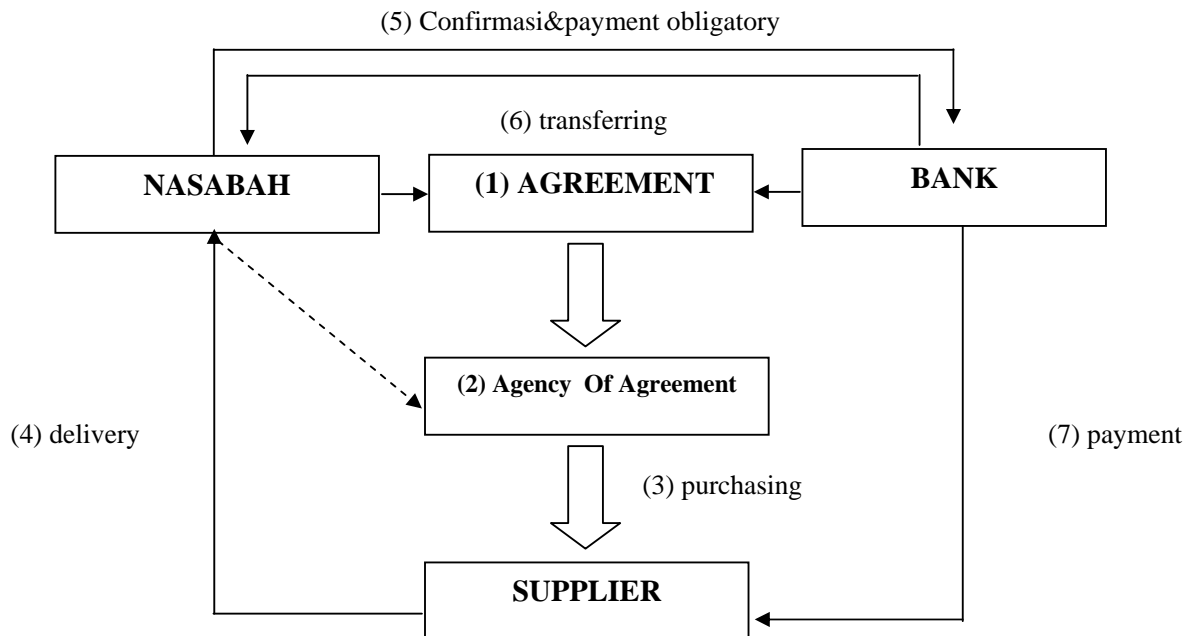 (5) Confirmasi&payment obligatory
(6) transferring
NASABAH
(1) AGREEMENT
BANK
(2) Agency Of Agreement
(4) delivery
(7) payment
(3) purchasing
SUPPLIER